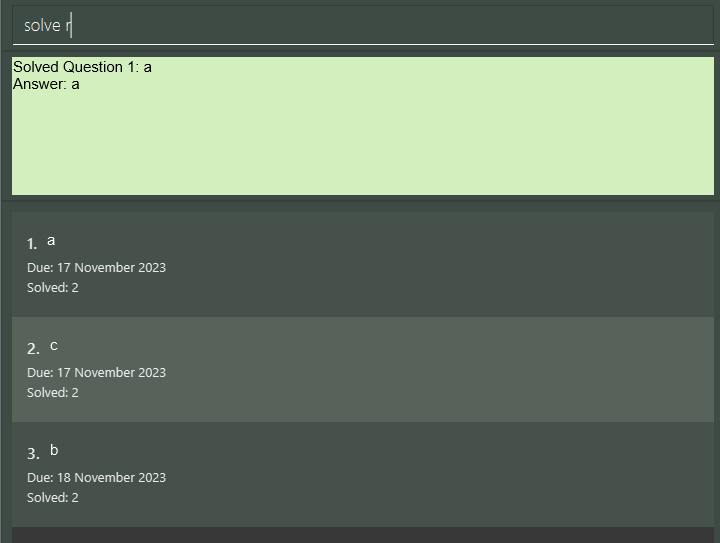 solve r
Solved Question 1: a
Answer: a
1. a
Due: 17 November 2023
Solved: 2
2. c
Due: 17 November 2023
Solved: 2
3. b
Due: 18 November 2023
Solved: 2